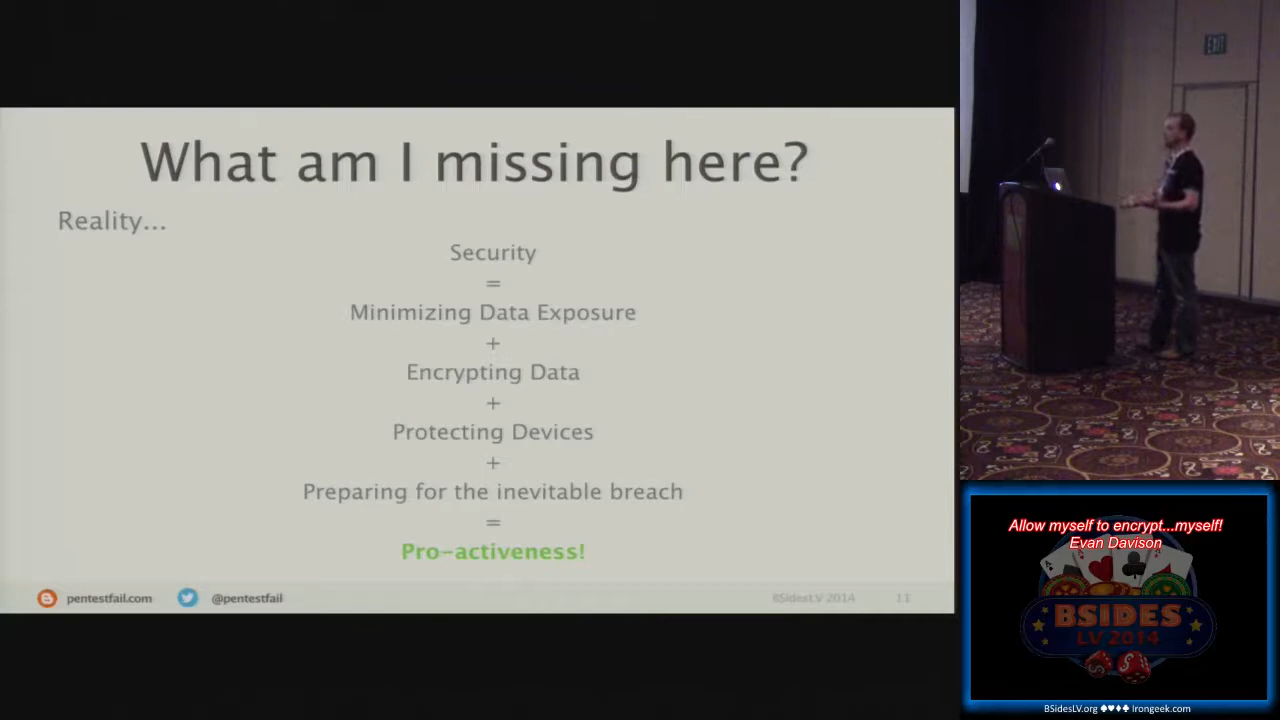 What am I missing here?
Reality...
Security
=
Minimizing Data Exposure
+
Encrypting Data
+
Protecting Devices
+
Preparing for the inevitable breach
=
Pro-activeness!
pentestfail.com @pentestfail BSidesLV 2014 11
EXIT
Allow myself to encrypt...myself!
Evan Davison
BSIDES
LV 2014
BSidesLV.org ♠♥♦♣ Irongeek.com